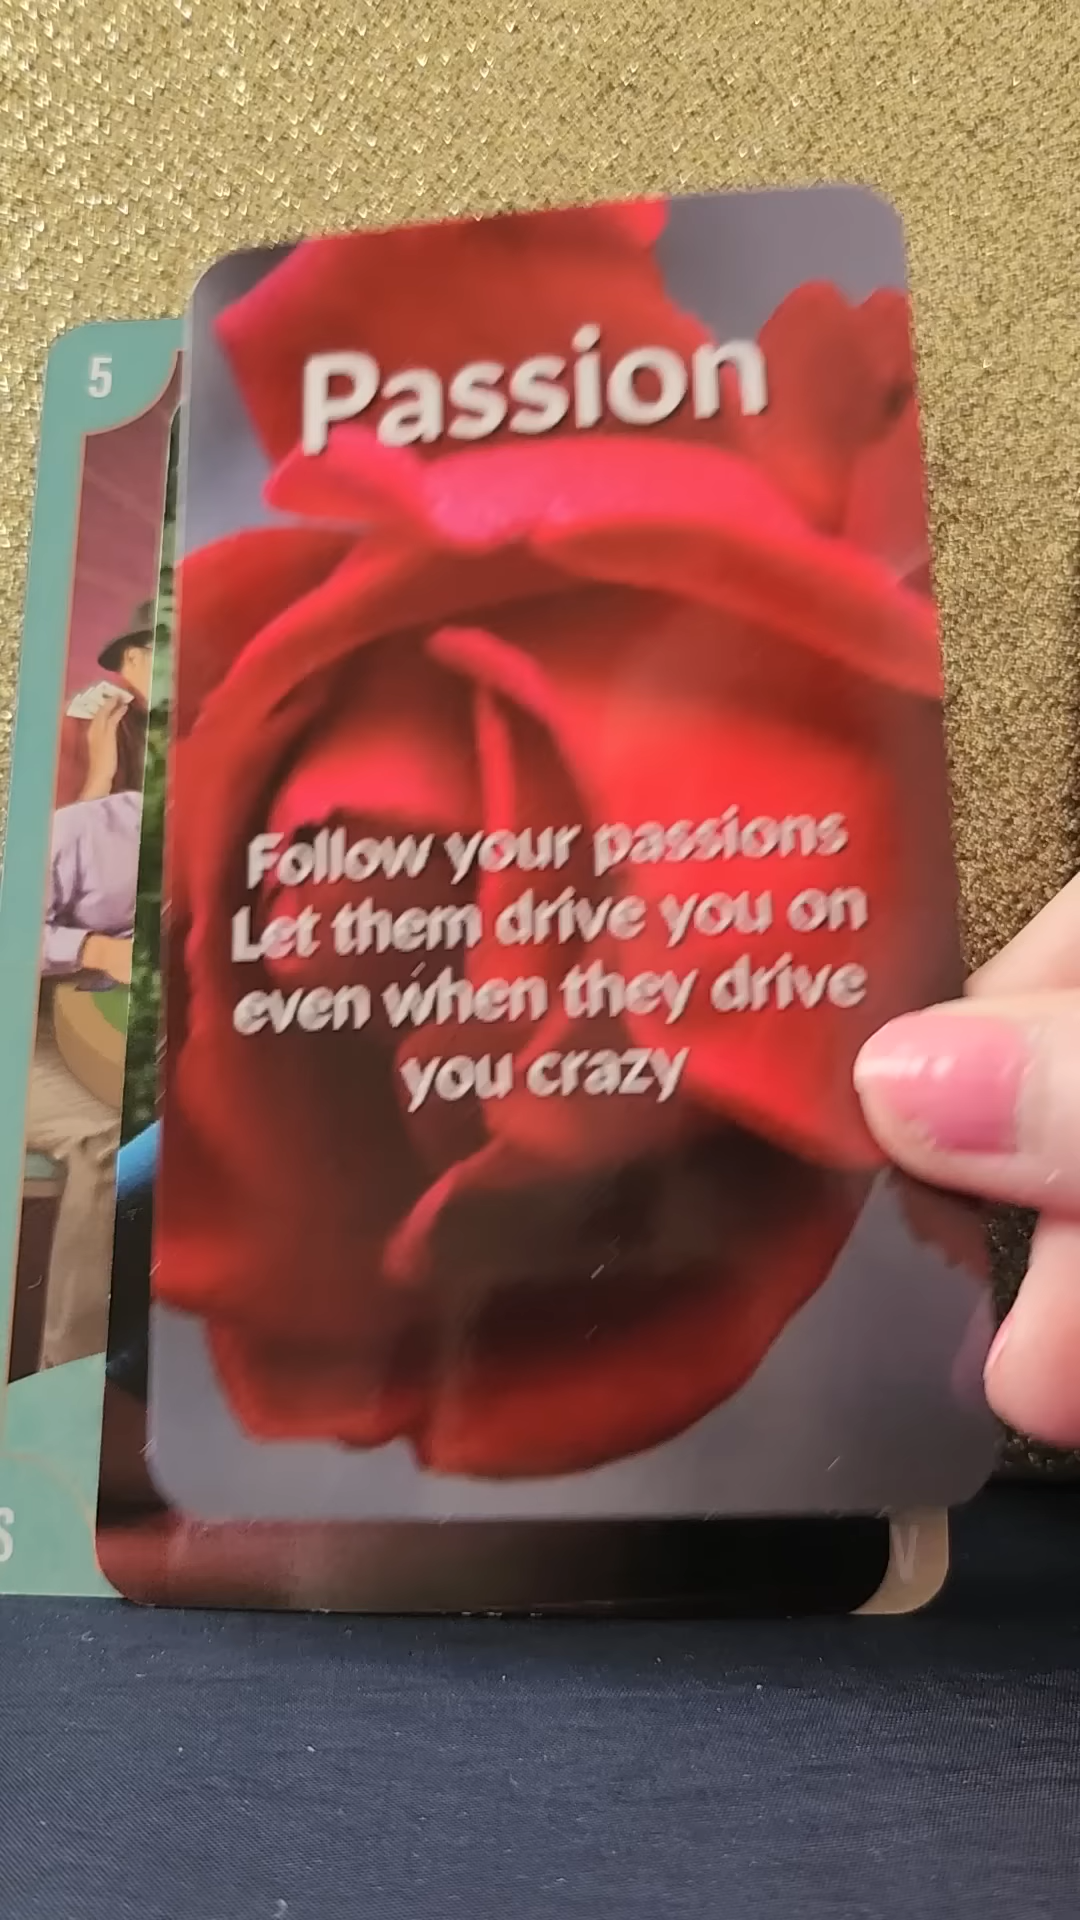 5
Passion
Follow your passions
Let them drive you on
even when they drive
you crazy
S
V